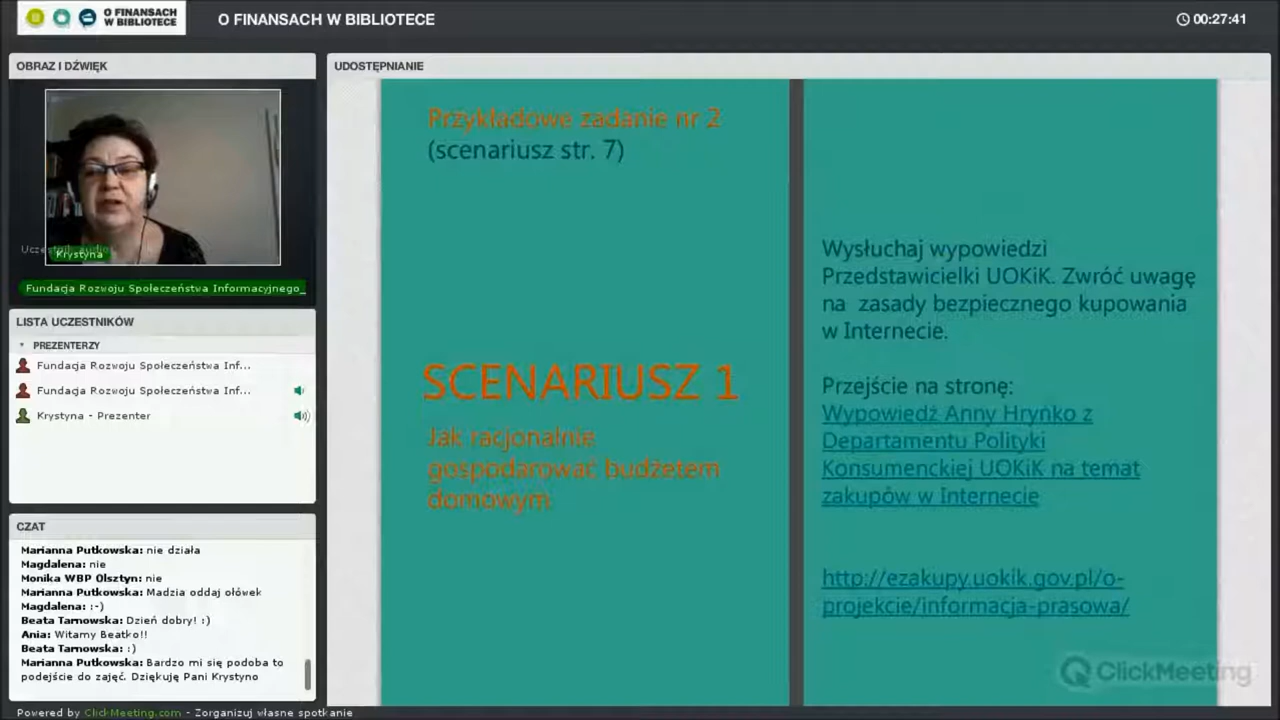 O FINANSACH
W BIBLIOTECE
O FINANSACH W BIBLIOTECE
00:27:41
OBRAZ I DŹWIĘK
Krystyna
Fundacja Rozwoju Społeczeństwa Informacyjnego_
LISTA UCZESTNIKÓW
PREZENTERZY
Fundacja Rozwoju Społeczeństwa Inf...
Fundacja Rozwoju Społeczeństwa Inf...
Krystyna - Prezenter
CZAT
Marianna Putkowska: nie działa
Magdalena: nie
Monika WBP Olsztyn: nie
Marianna Putkowska: Madzia oddaj ołówek
Magdalena: :-)
Beata Tarnowska: Dzień dobry! :)
Ania: Witamy Beatko!!
Beata Tarnowska: :)
Marianna Putkowska: Bardzo mi się podoba to
podejście do zajęć. Dziękuję Pani Krystyno
Powered by ClickMeeting.com - Zorganizuj własne spotkanie
UDOSTĘPNIANIE
Przykładowe zadanie nr 2
(scenariusz str. 7)
SCENARIUSZ 1
Jak racjonalnie
gospodarować budżetem
domowym
Wysłuchaj wypowiedzi
Przedstawicielki UOKiK. Zwróć uwagę
na zasady bezpiecznego kupowania
w Internecie.
Przejście na stronę:
Wypowiedź Anny Hryńko z
Departamentu Polityki
Konsumenckiej UOKiK na temat
zakupów w Internecie
http://ezakupy.uokik.gov.pl/o-
projekcie/informacja-prasowa/
ClickMeeting